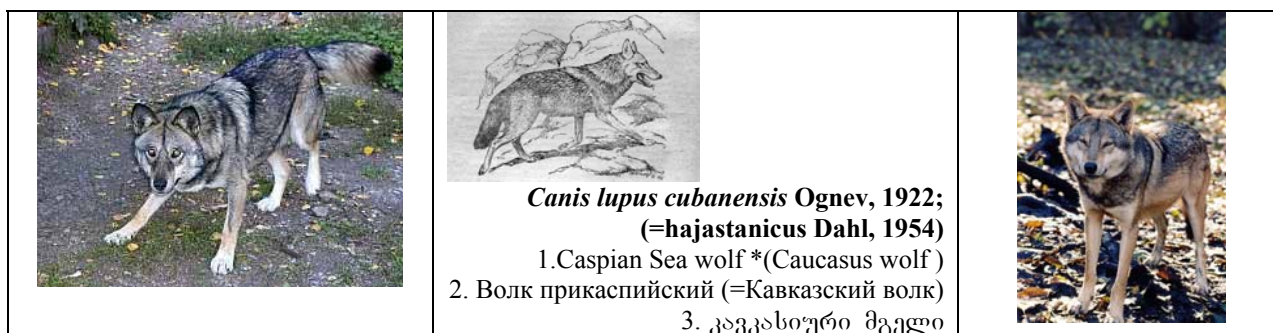 Canis lupus cubanensis Ognev, 1922;
(=hajastanicus Dahl, 1954)
1.Caspian Sea wolf *(Caucasus wolf )
2. Волк прикаспийский (=Кавказский волк)
3. კავკასიური მგელი